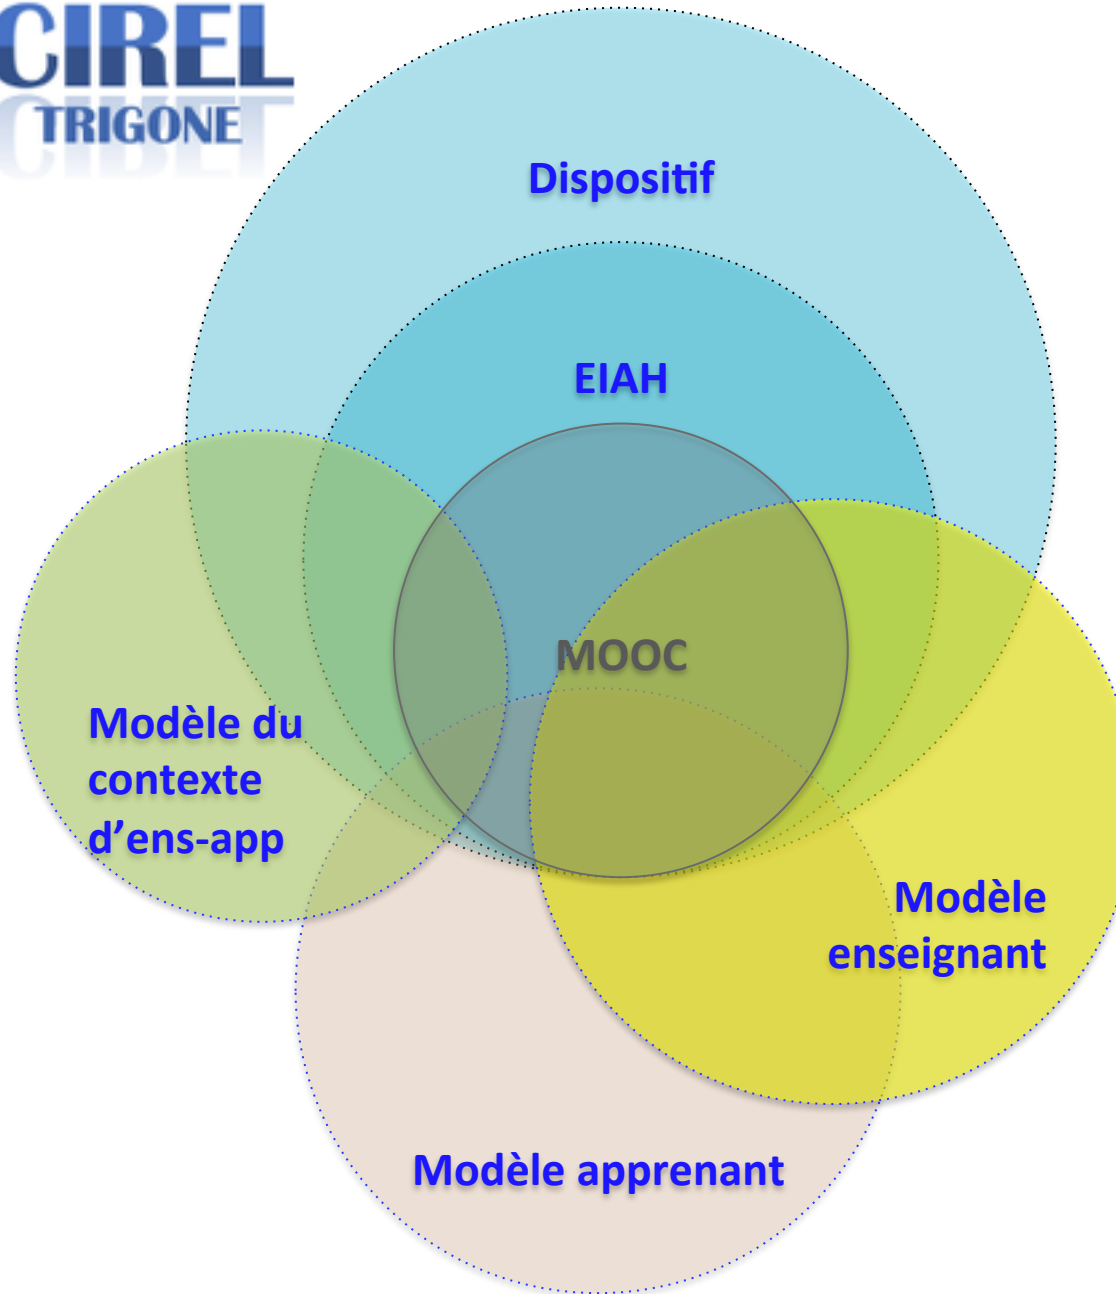 CIREL
TRIGONE
Dispositif
EIAH
MOOC
Modèle du
contexte
d’ens-app
Modèle
enseignant
Modèle apprenant